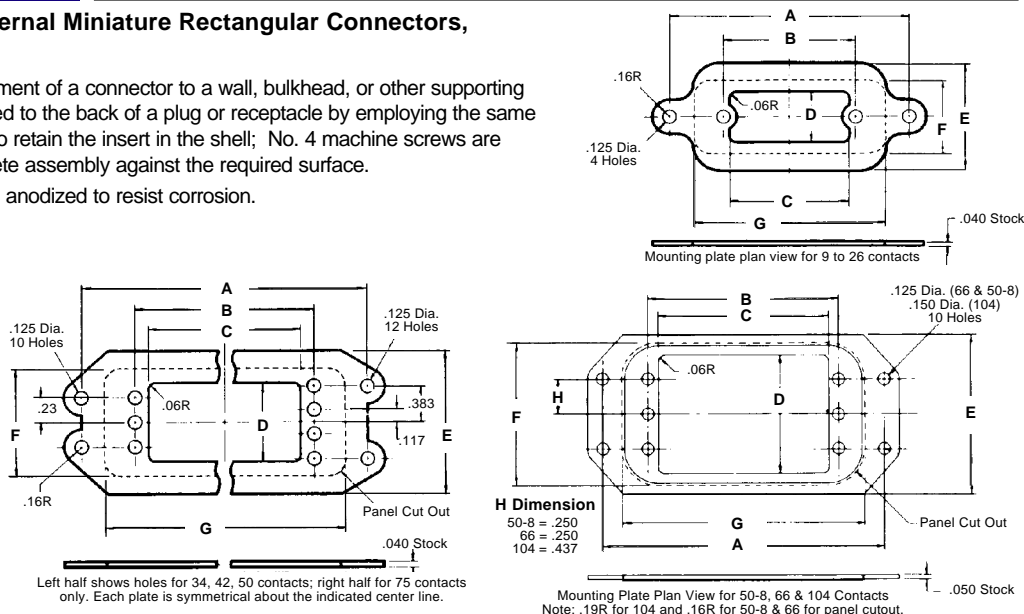 ernal Miniature Rectangular Connectors,
ment of a connector to a wall, bulkhead, or other supporting
ed to the back of a plug or receptacle by employing the same
o retain the insert in the shell; No. 4 machine screws are
ete assembly against the required surface.
anodized to resist corrosion.
A
B
.16R
.06R
D
F
E
.125 Dia.
4 Holes
C
G
.040 Stock
Mounting plate plan view for 9 to 26 contacts
A
B
C
.125 Dia.
10 Holes
.125 Dia.
12 Holes
.23
.06R
F
D
.383
.117
E
.16R
Panel Cut Out
G
.040 Stock
Left half shows holes for 34, 42, 50 contacts; right half for 75 contacts
only. Each plate is symmetrical about the indicated center line.
B
C
.125 Dia. (66 & 50-8)
.150 Dia. (104)
10 Holes
.06R
H
F
D
E
H Dimension
50-8 = .250
66 = .250
104 = .437
G
A
Panel Cut Out
.050 Stock
Mounting Plate Plan View for 50-8, 66 & 104 Contacts
Note: .19R for 104 and .16R for 50-8 & 66 for panel cutout.